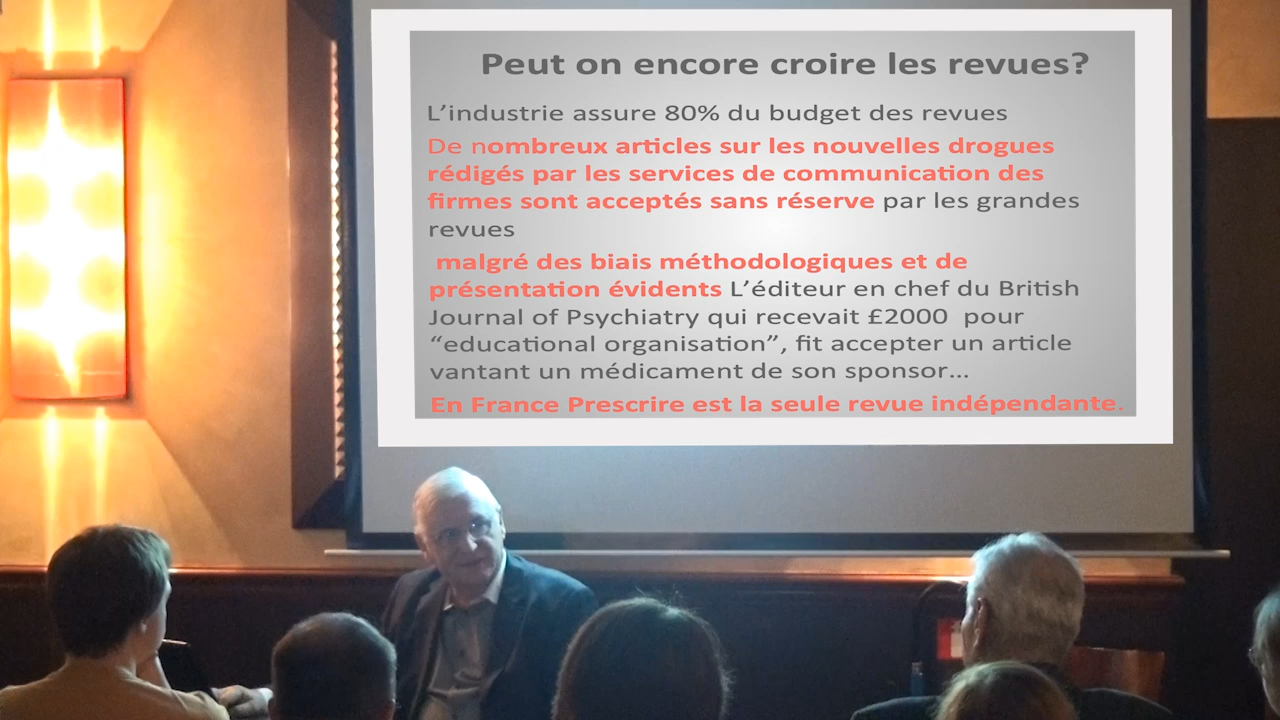 Peut on encore croire les revues?
L’industrie assure 80% du budget des revues
De nombreux articles sur les nouvelles drogues
rédigés par les services de communication des
firmes sont acceptés sans réserve par les grandes
revues
malgré des biais méthodologiques et de
présentation évidents L’éditeur en chef du British
Journal of Psychiatry qui recevait £2000 pour
“educational organisation”, fit accepter un article
vantant un médicament de son sponsor...
En France Prescrire est la seule revue indépendante.